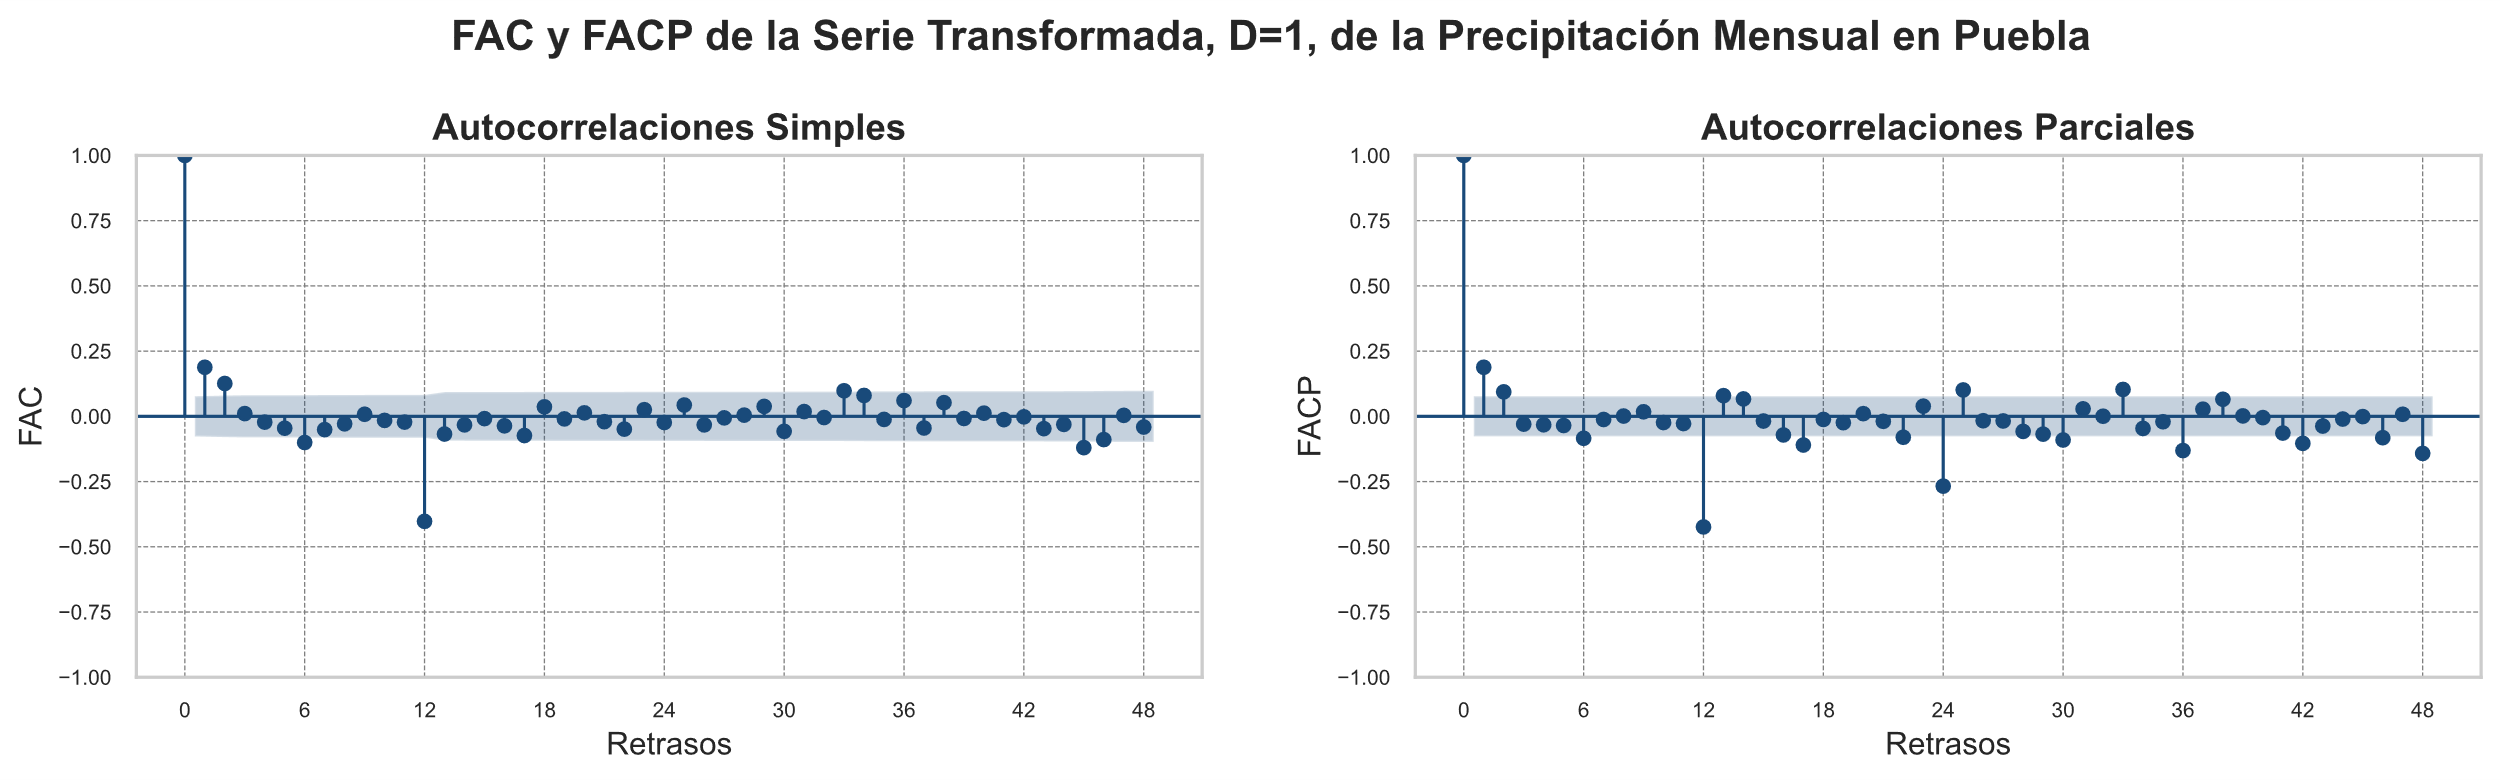 FAC y FACP de la Serie Transformada, D=1, de la Precipitación Mensual en Puebla
Autocorrelaciones Simples
1.00
0.75
0.50
0.25
0.00
−0.25
−0.50
−0.75
−1.00
FAC
0 6 12 18 24 30 36 42 48
Retrasos
Autocorrelaciones Parciales
1.00
0.75
0.50
0.25
0.00
−0.25
−0.50
−0.75
−1.00
FACP
0 6 12 18 24 30 36 42 48
Retrasos